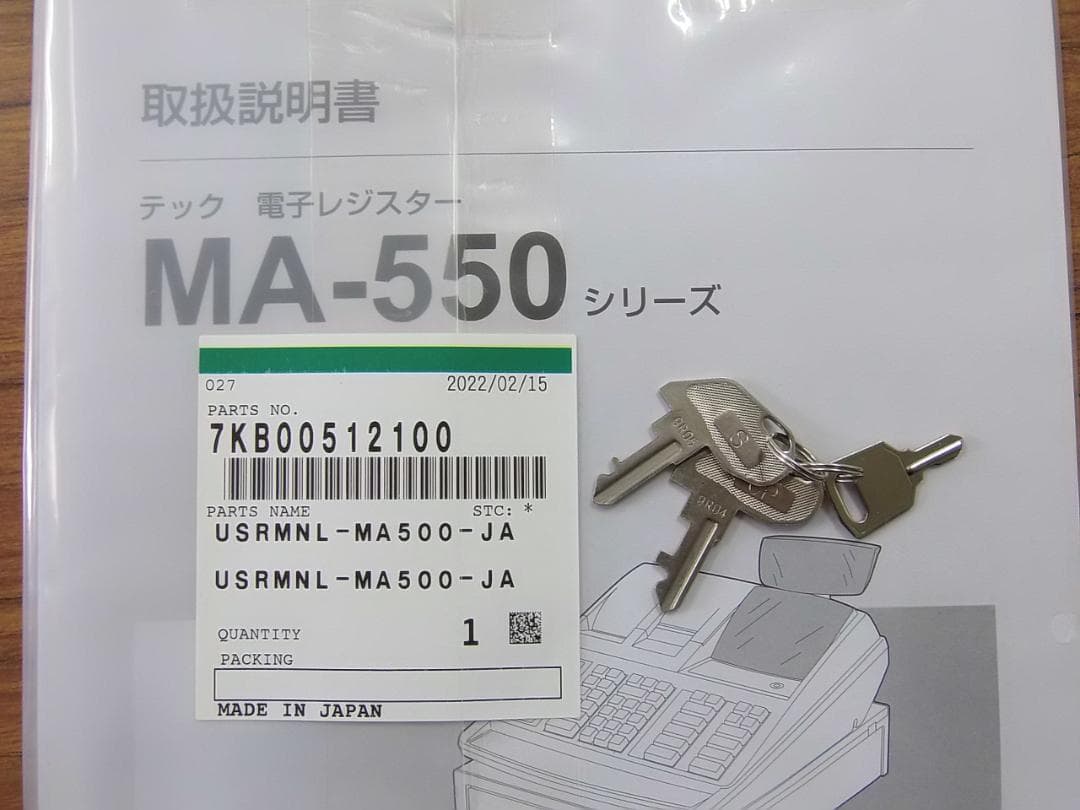 取扱説明書
テック 電子レジスター
MA-550 シリーズ
027 2022/02/15
PARTS NO.
7KB00512100
PARTS NAME STC: *
USRMNL-MA500-JA
USRMNL-MA500-JA
QUANTITY 1
PACKING
MADE IN JAPAN
S
9R04